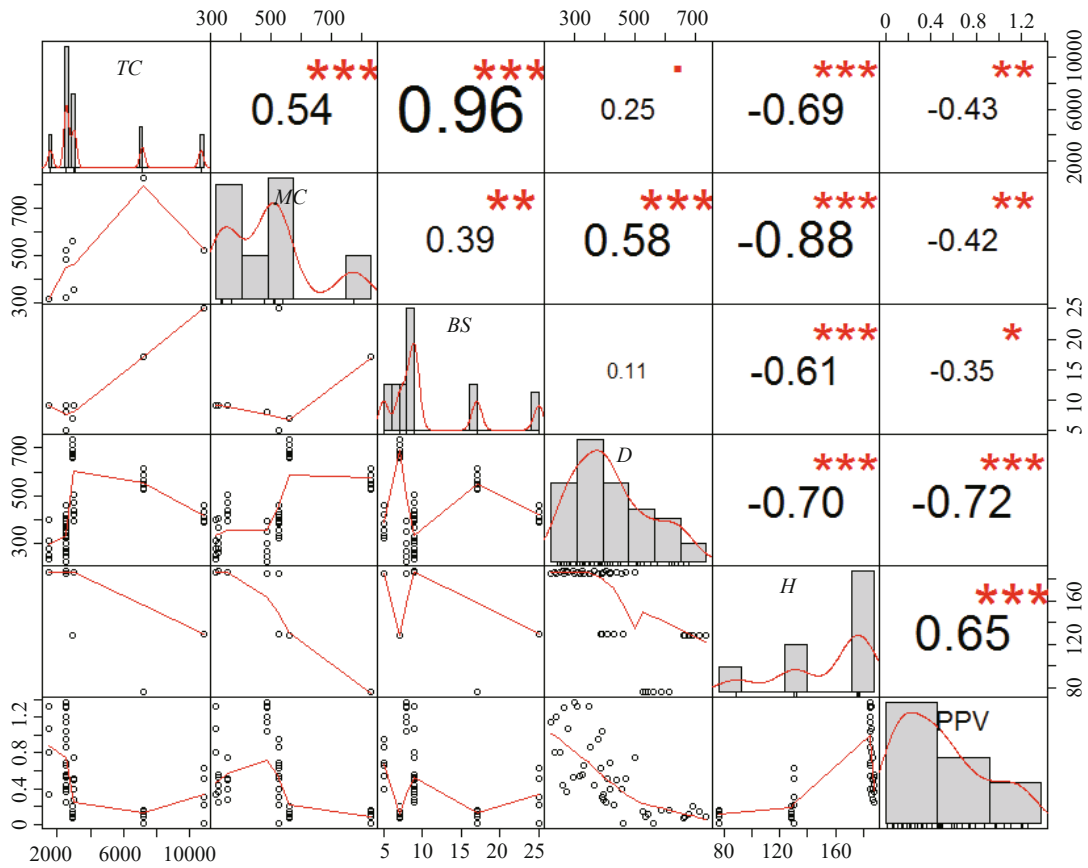 300 500 700
300 500 700
0 0.4 0.8 1.2
TC
0.54 ***
0.96 ***
0.25 .
-0.69 ***
-0.43 **
2000 6000 10000
300 500 700
MC
0.39 **
0.58 ***
-0.88 ***
-0.42 **
BS
0.11
-0.61 ***
-0.35 *
5 10 15 20 25
300 500 700
D
-0.70 ***
-0.72 ***
H
0.65 ***
80 120 160
0 0.4 0.8 1.2
PPV
2000 6000 10000
5 10 15 20 25
80 120 160